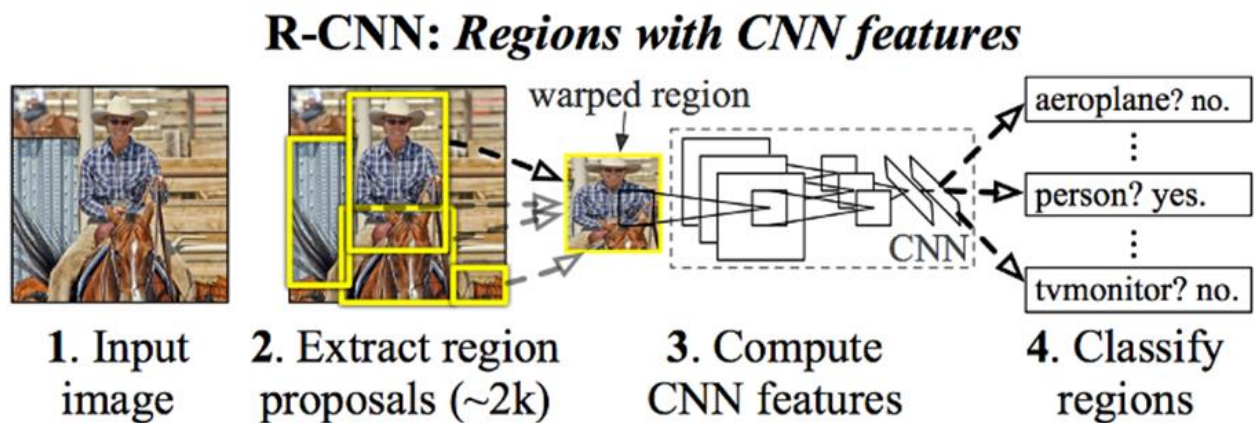 R-CNN: Regions with CNN features
warped region
aeroplane? no.
person? yes.
CNN
tvmonitor? no.
1. Input
image
2. Extract region
proposals (~2k)
3. Compute
CNN features
4. Classify
regions